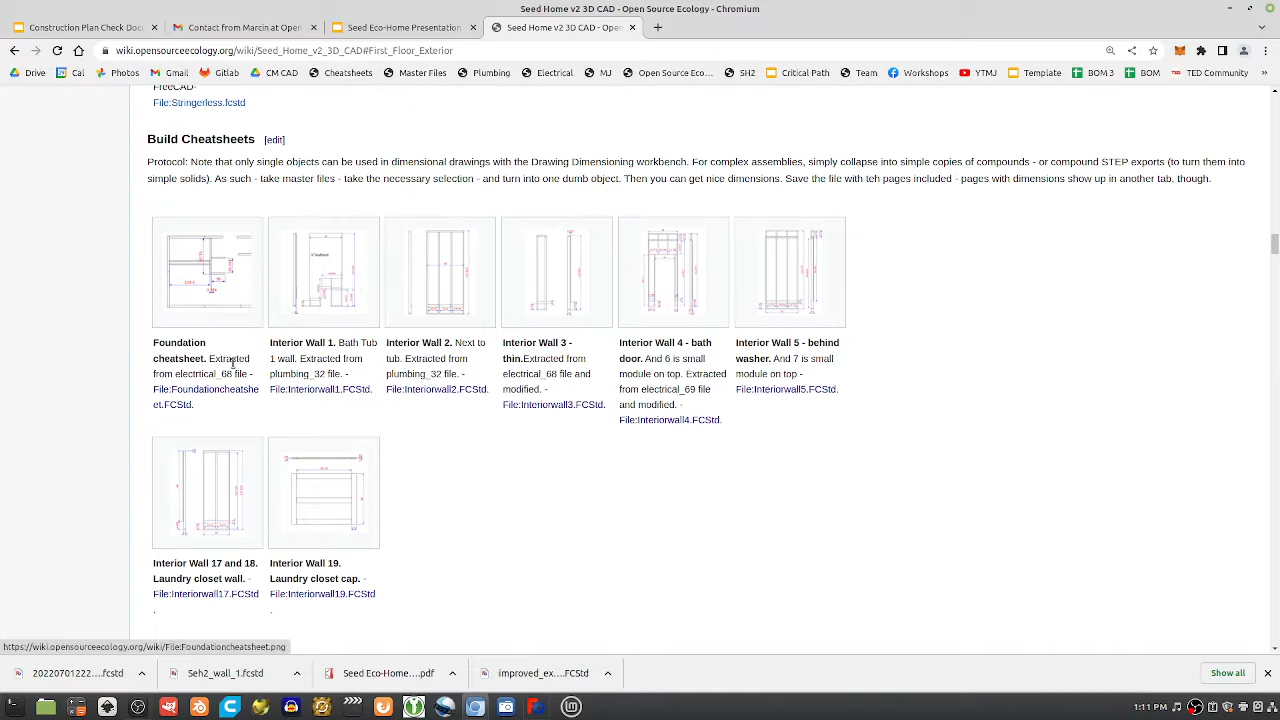 Seed Home v2 3D CAD - Chromium
Construction Plan Check Docu
Contact from Marcin at Open
Seed Eco-Home Presentation
Seed Home v2 3D CAD - Open
wiki.opensourceecology.org/wiki/Seed_Home_v2_3D_CAD#First_Floor_Exterior
Drive Cal Photos Gmail Gitlab CM CAD Cheatsheets MasterFiles Plumbing Electrical MJ Open Source Eco... SH2 Critical Path Team Workshops YTMJ Template BOM 3 BOM TED Community
FreeCAD-
File:Stringerless.fcstd
Build Cheatsheets [edit]
Protocol: Note that only single objects can be used in dimensional drawings with the Drawing Dimensioning workbench. For complex assemblies, simply collapse into simple copies of compounds - or compound STEP exports (to turn them into
simple solids). As such - take master files - take the necessary selection - and turn into one dumb object. Then you can get nice dimensions. Save the file with teh pages included - pages with dimensions show up in another tab, though.
Foundation
cheatsheet. Extracted
from electrtical_68 file -
File:Foundationcheatshe
et.FCStd.
Interior Wall 1. Bath Tub
1 wall. Extracted from
plumbing_32 file. -
File:Interiorwall1.FCStd.
Interior Wall 2. Next to
tub. Extracted from
plumbing_32 file. -
File:Interiorwall2.FCStd.
Interior Wall 3 -
thin.Extracted from
electrical_68 file and
modified. -
File:Interiorwall3.FCStd.
Interior Wall 4 - bath
door. And 6 is small
module on top. Extracted
from electrical_69 file
and modified. -
File:Interiorwall4.FCStd.
Interior Wall 5 - behind
washer. And 7 is small
module on top -
File:Interiorwall5.FCStd.
Interior Wall 17 and 18.
Laundry closet wall. -
File:Interiorwall17.FCStd
.
Interior Wall 19.
Laundry closet cap. -
File:Interiorwall19.FCStd
.
https://wiki.opensourceecology.org/wiki/File:Foundationcheatsheet.png
20220701222....fcstd
Seh2_wall_1.fcstd
Seed Eco-Home....pdf
improved_ex....FCStd
Show all
1:11 PM